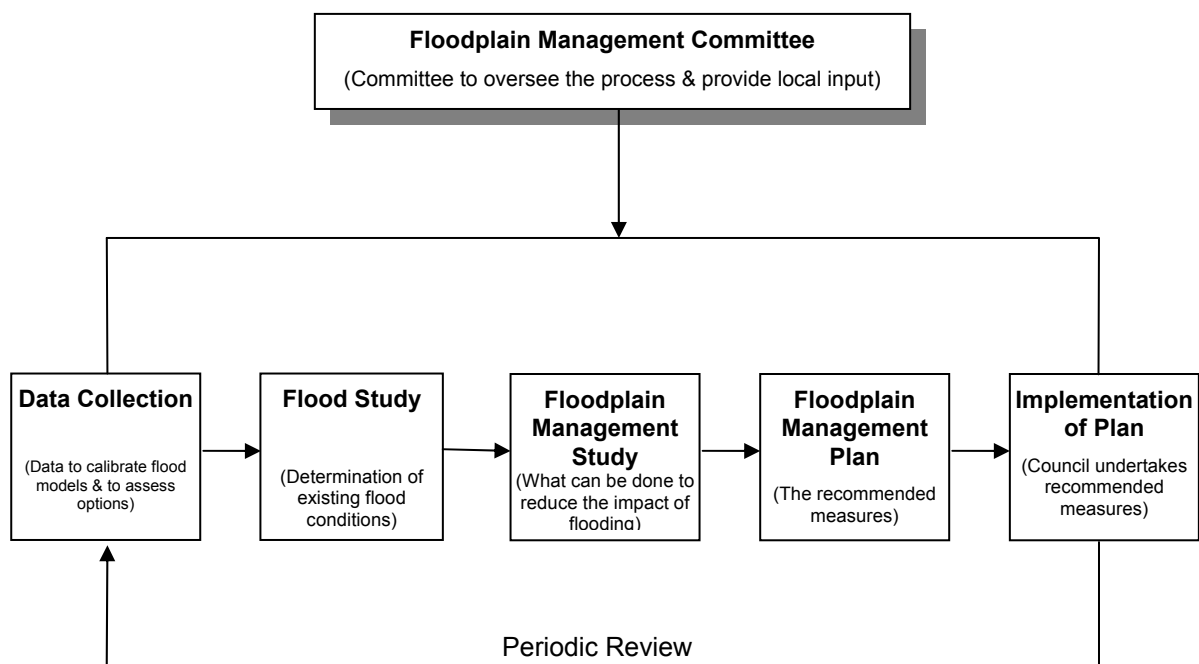 Floodplain Management Committee
(Committee to oversee the process & provide local input)
Data Collection
(Data to calibrate flood
models & to assess
options)
Flood Study
(Determination of
existing flood
conditions)
Floodplain
Management
Study
(What can be done to
reduce the impact of
flooding)
Floodplain
Management
Plan
(The recommended
measures)
Implementation
of Plan
(Council undertakes
recommended
measures)
Periodic Review